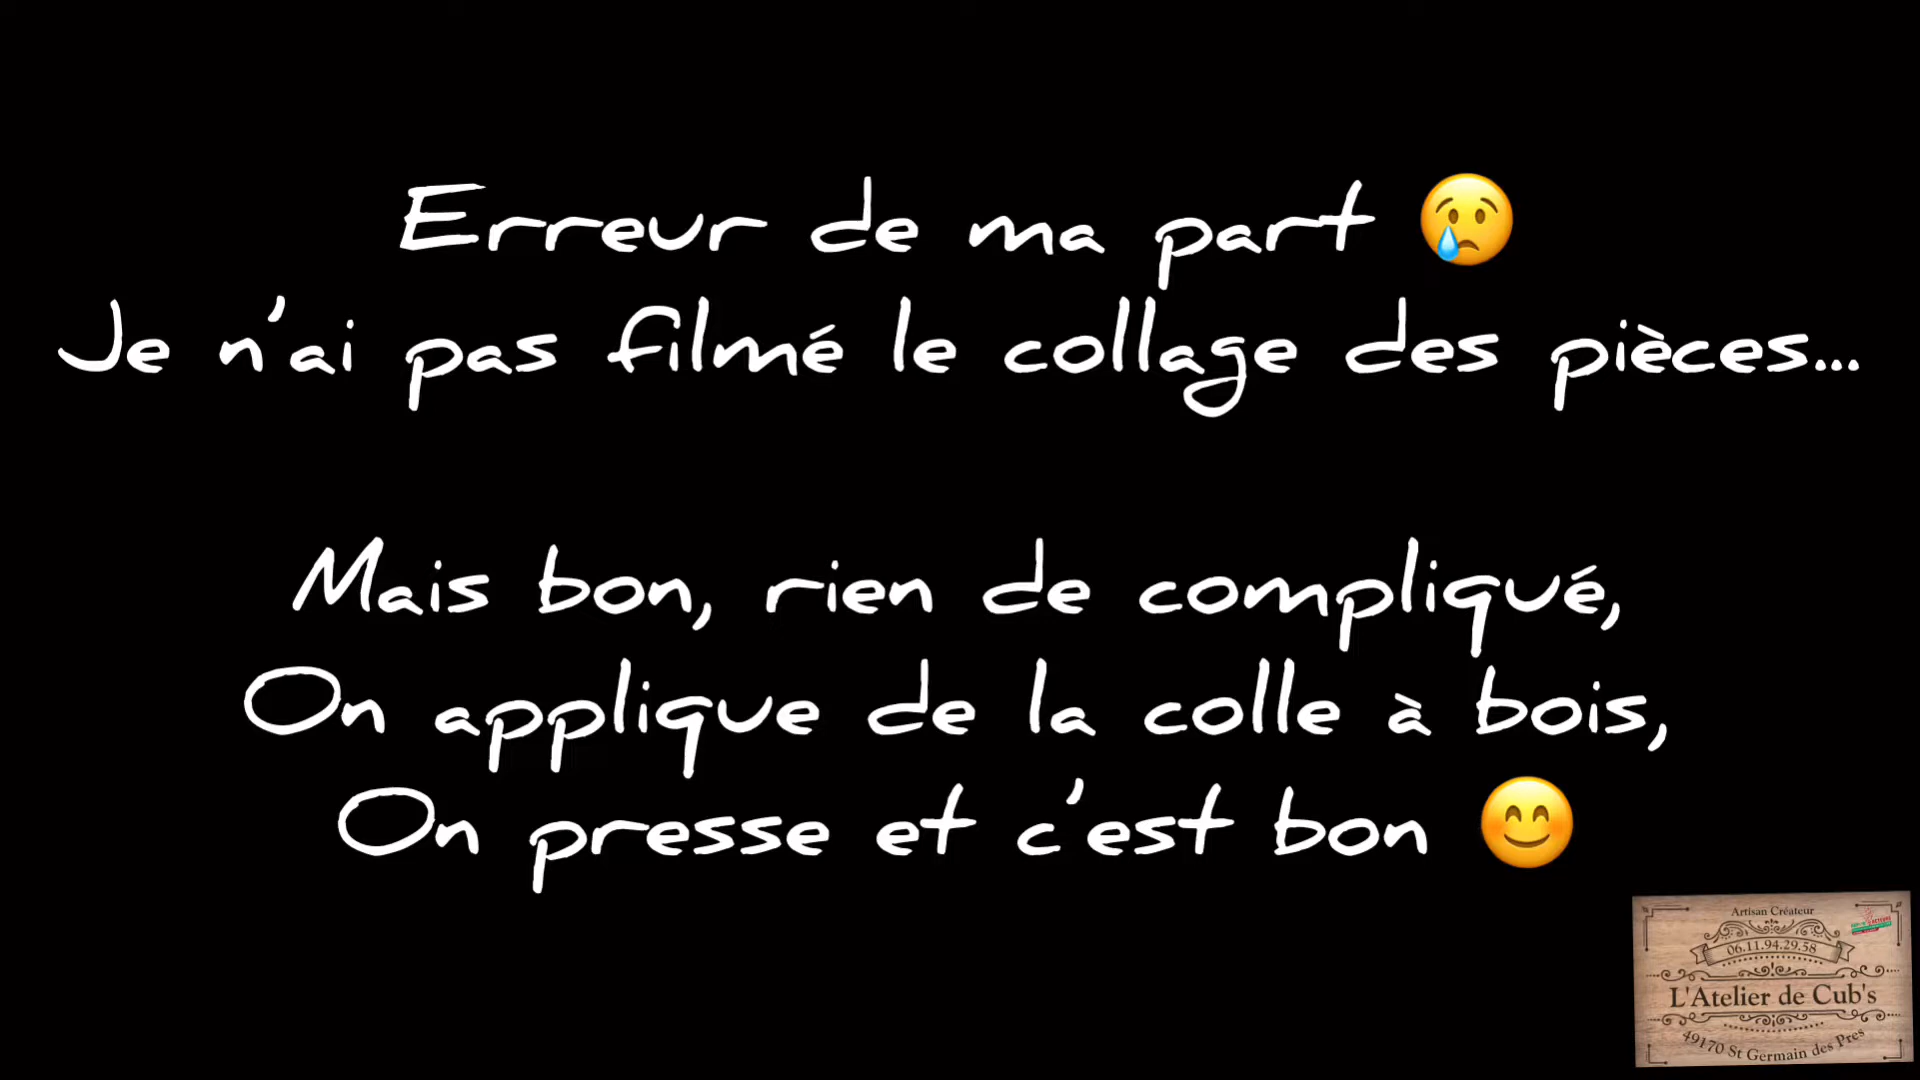 Erreur de ma part 😢
Je n'ai pas filmé le collage des pièces...
Mais bon, rien de compliqué,
On applique de la colle à bois,
On presse et c'est bon 😊
Artisan Créateur
06.11.94.29.38
L'Atelier de Cub's
49170 St Germain des Pres